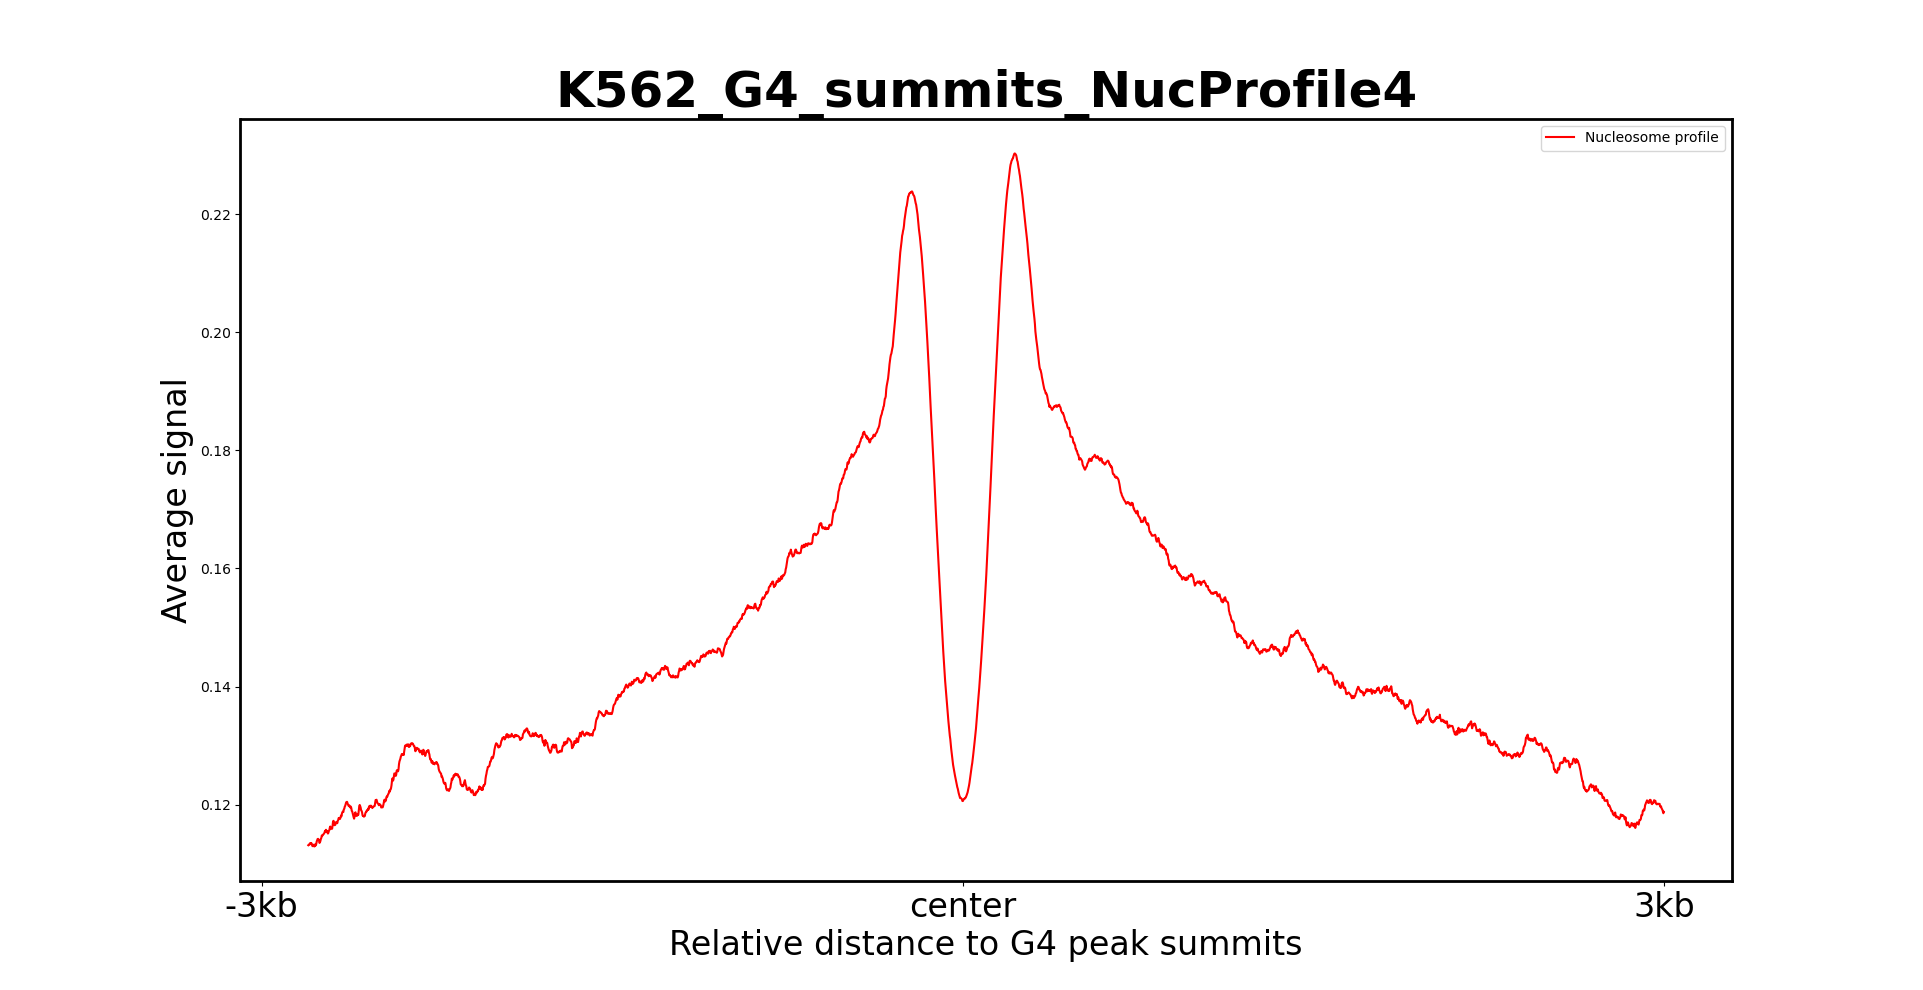 K562_G4_summits_NucProfile4
Nucleosome profile
0.22
0.20
0.18
0.16
0.14
0.12
Average signal
-3kb center 3kb
Relative distance to G4 peak summits